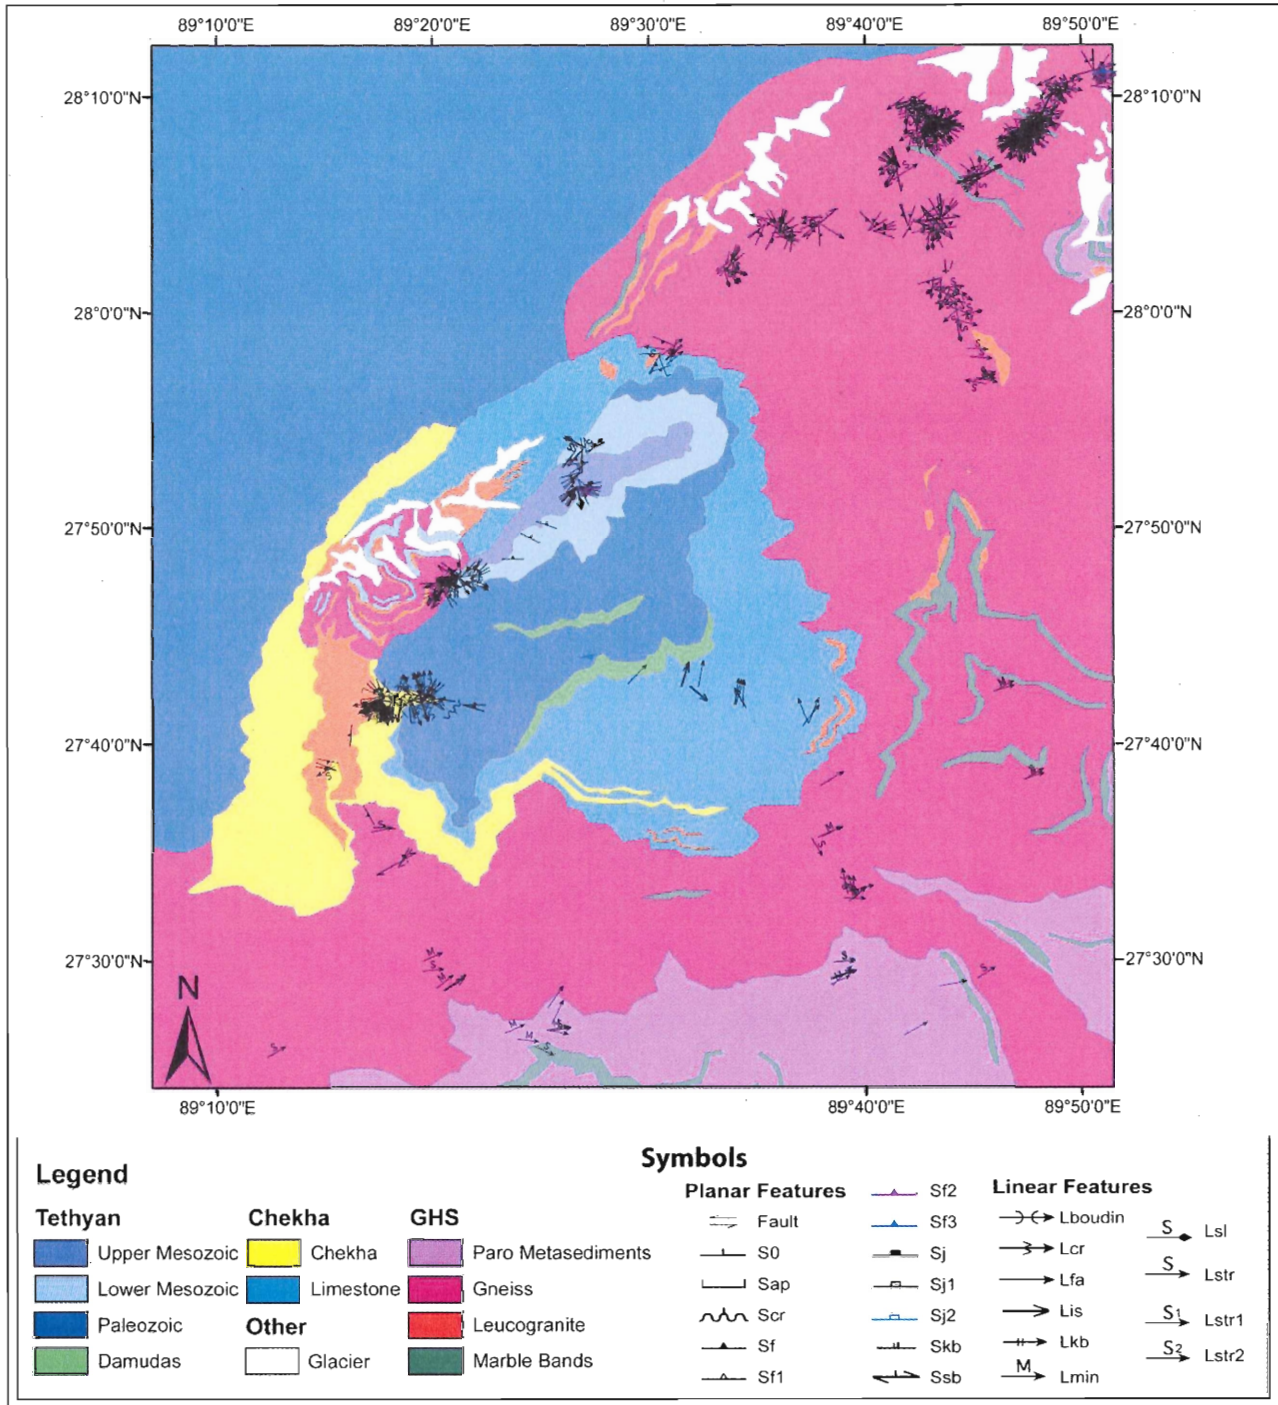 89°10'0"E 89°20'0"E 89°30'0"E 89°40'0"E 89°50'0"E
28°10'0"N 28°10'0"N
28°0'0"N 28°0'0"N
27°50'0"N 27°50'0"N
27°40'0"N 27°40'0"N
27°30'0"N 27°30'0"N
N
89°10'0"E 89°40'0"E 89°50'0"E
Legend
Tethyan
Upper Mesozoic
Lower Mesozoic
Paleozoic
Damudas
Chekha
Chekha
Limestone
Other
Glacier
GHS
Paro Metasediments
Gneiss
Leucogranite
Marble Bands
Symbols
Planar Features
Fault
S0
Sap
Scr
Sf
Sf1
Sf2
Sf3
Sj
Sj1
Sj2
Skb
Ssb
Linear Features
Lboudin
Lcr
Lfa
Lis
Lkb
M Lmin
S Lsl
S Lstr
S1 Lstr1
S2 Lstr2